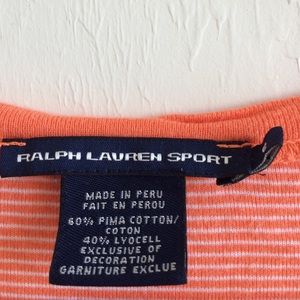 RALPH LAUREN SPORT
MADE IN PERU
FAIT EN PEROU
60% PIMA COTTON/
COTON
40% LYOCELL
EXCLUSIVE OF
DECORATION
GARNITURE EXCLUE